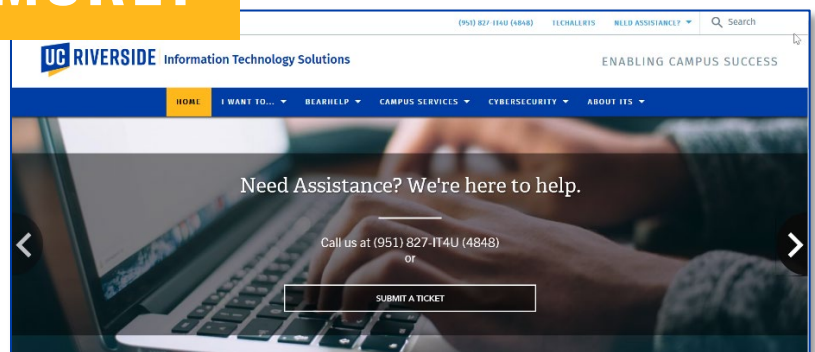 (951) 827-IT4U (4848) TECHALERTS NEED ASSISTANCE? Search
UC RIVERSIDE Information Technology Solutions
ENABLING CAMPUS SUCCESS
HOME I WANT TO... BEARHELP CAMPUS SERVICES CYBERSECURITY ABOUT ITS
Need Assistance? We're here to help.
Call us at (951) 827-IT4U (4848)
or
SUBMIT A TICKET